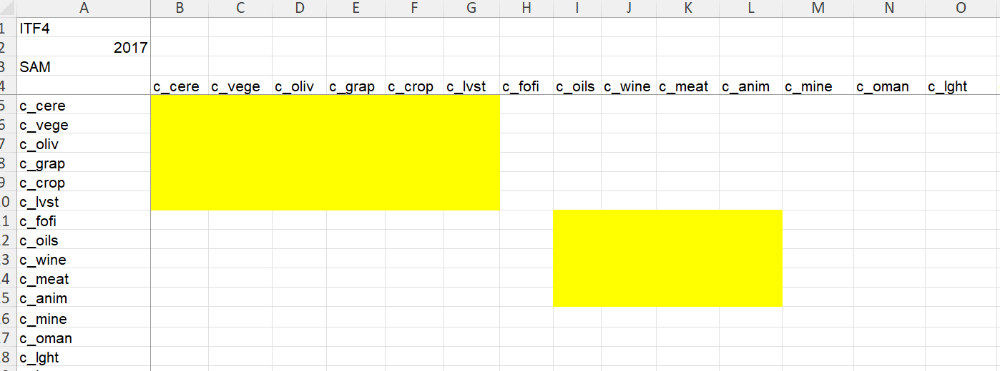 A B C D E F G H I J K L M N O
1 ITF4
2 2017
3 SAM
4 c_cere c_vege c_oliv c_grap c_crop c_lvst c_fofi c_oils c_wine c_meat c_anim c_mine c_oman c_lght
5 c_cere
6 c_vege
7 c_oliv
8 c_grap
9 c_crop
.0 c_lvst
.1 c_fofi
.2 c_oils
.3 c_wine
.4 c_meat
.5 c_anim
.6 c_mine
.7 c_oman
.8 c_lght